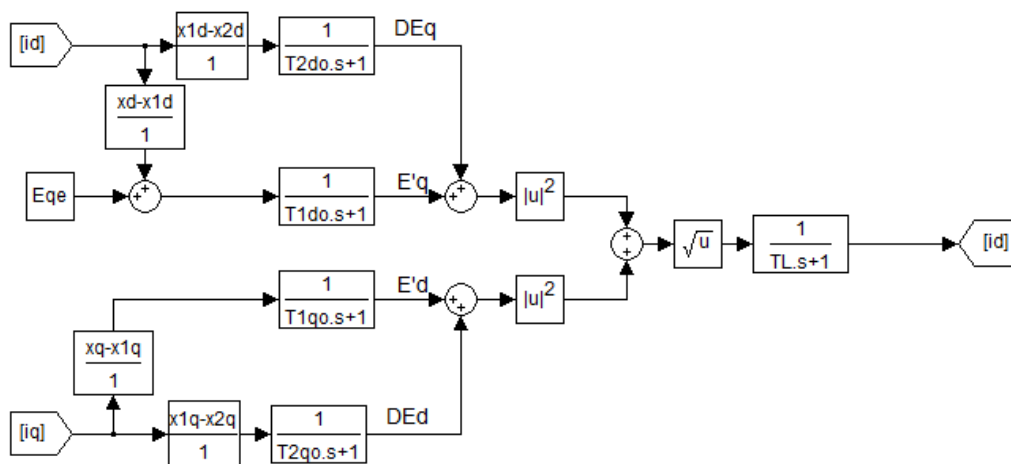 [id]
x1d-x2d
1
1
T2do.s+1
DEq
xd-x1d
1
Eqe
+
+
1
T1do.s+1
E'q
+
+
|u|²
+
+
√u
1
TL.s+1
[id]
1
T1qo.s+1
E'd
+
+
|u|²
xq-x1q
1
[iq]
x1q-x2q
1
1
T2qo.s+1
DEd